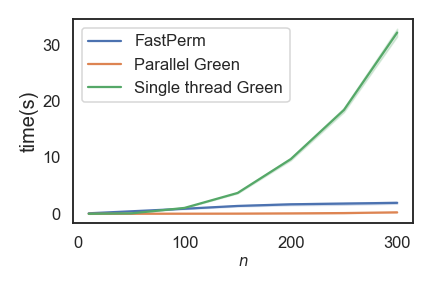 FastPerm
Parallel Green
Single thread Green
time(s)
30
20
10
0
0 100 200 300
n